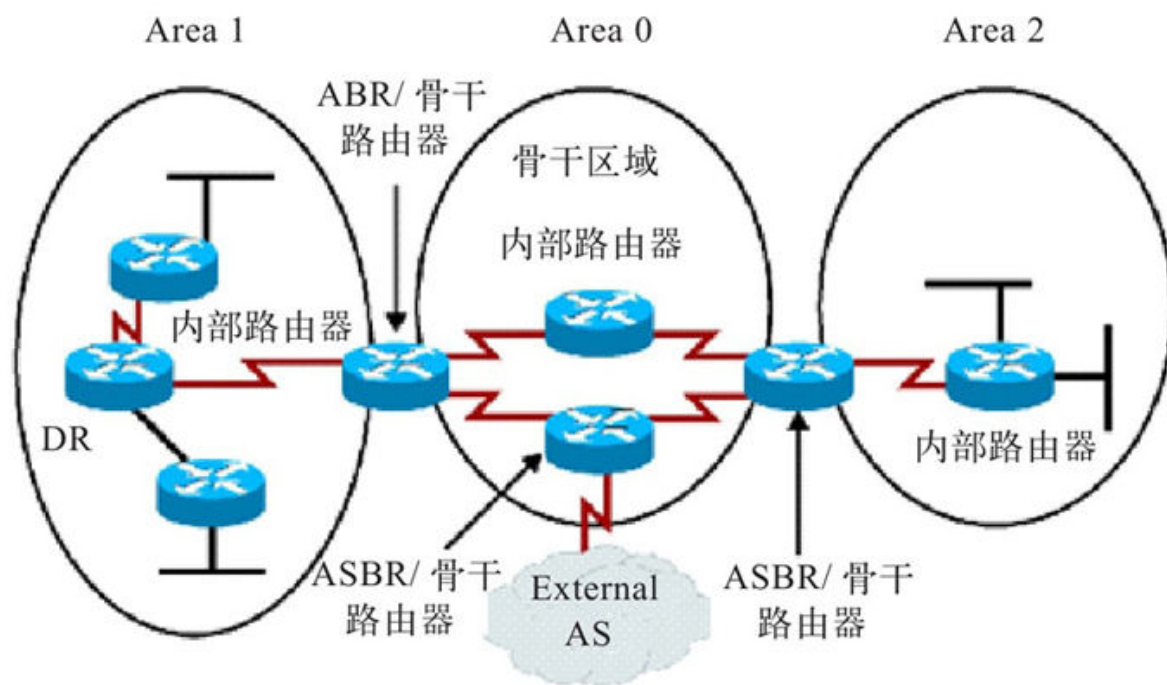 Area 1
Area 0
Area 2
ABR/ 骨干
路由器
骨干区域
内部路由器
内部路由器
DR
内部路由器
ASBR/ 骨干
路由器
External
AS
ASBR/ 骨干
路由器